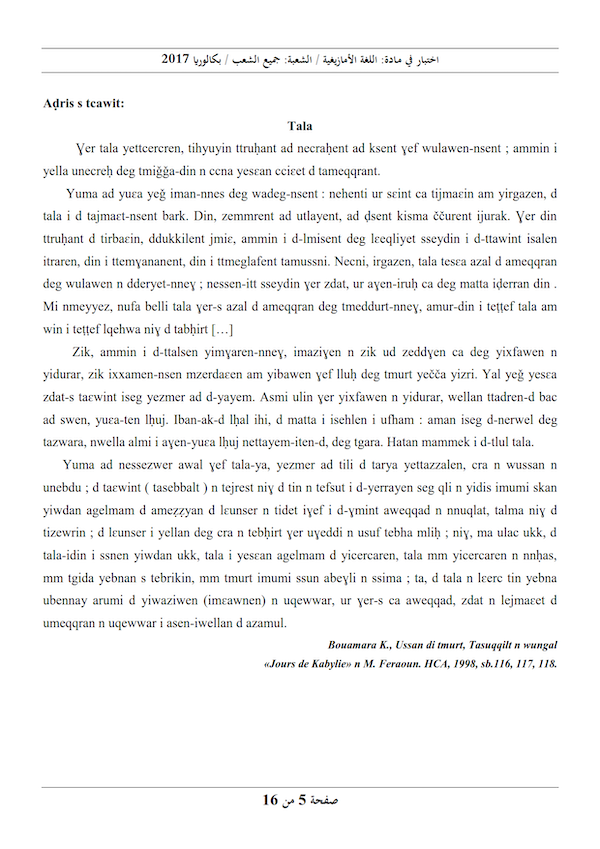 اختبار في مادة: اللغة الأمازيغية / الشعبة: جميع الشعب / بكالوريا 2017
Aḍris s tcawit:
Tala
Ɣer tala yettcercren, tihyuyin ttruḥant ad necraḥent ad ksent ɣef wulawen-nsent ; ammin i
yella unecreḥ deg tmiǧǧa-din n ccna yesɛan cciɛet d tameqqrant.
Yuma ad yuɛa yeǧ iman-nnes deg wadeg-nsent : nehenti ur sɛint ca tijmaɛin am yirgazen, d
tala i d tajmaɛt-nsent bark. Din, zemmrent ad utlayent, ad ḍsent kisma ččurent ijurak. Ɣer din
ttruḥant d tirbaɛin, ddukkilent jmiɛ, ammin i d-lmisent deg lɛeqliyet sseydin i d-ttawint isalen
itraren, din i ttemɣananent, din i ttmeglafent tamussni. Necni, irgazen, tala tesɛa azal d ameqqran
deg wulawen n dderyet-nneɣ ; nessen-itt sseydin ɣer zdat, ur aɣen-iruḥ ca deg matta iḍerran din .
Mi nmeyyez, nufa belli tala ɣer-s azal d ameqqran deg tmeddurt-nneɣ, amur-din i teṭṭef tala am
win i teṭṭef lqehwa niɣ d tabḥirt […]
Zik, ammin i d-ttalsen yimɣaren-nneɣ, imaziɣen n zik ud zeddɣen ca deg yixfawen n
yidurar, zik ixxamen-nsen mzerdaɛen am yibawen ɣef lluḥ deg tmurt yečča yizri. Yal yeǧ yesɛa
zdat-s taɛwint iseg yezmer ad d-yayem. Asmi ulin ɣer yixfawen n yidurar, wellan ttadren-d bac
ad swen, yuɛa-ten lḥuj. Iban-ak-d lḥal ihi, d matta i isehlen i ufham : aman iseg d-nerwel deg
tazwara, nwella almi i aɣen-yuɛa lḥuj nettayem-iten-d, deg tgara. Hatan mammek i d-tlul tala.
Yuma ad nessezwer awal ɣef tala-ya, yezmer ad tili d tarya yettazzalen, cra n wussan n
unebdu ; d taɛwint ( tasebbalt ) n tejrest niɣ d tin n tefsut i d-yerrayen seg qli n yidis imumi skan
yiwdan agelmam d ameẓẓyan d lɛunser n tidet iɣef i d-ɣmint aweqqad n nnuqlat, talma niɣ d
tizewrin ; d lɛunser i yellan deg cra n tebḥirt ɣer uɣeddi n usuf tebha mliḥ ; niɣ, ma ulac ukk, d
tala-idin i ssnen yiwdan ukk, tala i yesɛan agelmam d yicercaren, tala mm yicercaren n nnḥas,
mm tgida yebnan s tebrikin, mm tmurt imumi ssun abeɣli n ssima ; ta, d tala n lɛerc tin yebna
ubennay arumi d yiwaziwen (imɛawnen) n uqewwar, ur ɣer-s ca aweqqad, zdat n lejmaɛet d
umeqqran n uqewwar i asen-iwellan d azamul.
Bouamara K., Ussan di tmurt, Tasuqqilt n wungal
«Jours de Kabylie» n M. Feraoun. HCA, 1998, sb.116, 117, 118.
صفحة 5 من 16